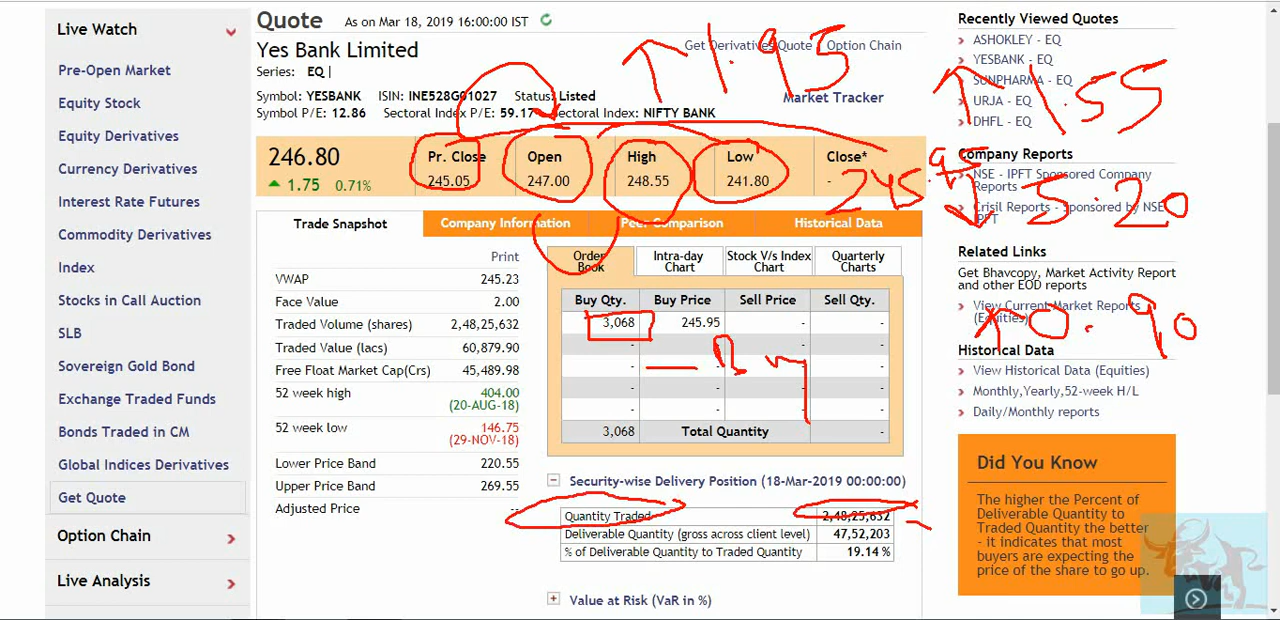 Live Watch
Pre-Open Market
Equity Stock
Equity Derivatives
Currency Derivatives
Interest Rate Futures
Commodity Derivatives
Index
Stocks in Call Auction
SLB
Sovereign Gold Bond
Exchange Traded Funds
Bonds Traded in CM
Global Indices Derivatives
Get Quote
Option Chain
Live Analysis
Quote As on Mar 18, 2019 16:00:00 IST
Yes Bank Limited
Series: EQ |
Get Derivatives Quote Option Chain
Symbol: YESBANK ISIN: INE528G01027 Status: Listed
Market Tracker
Symbol P/E: 12.86 Sectoral Index P/E: 59.17 Sectoral Index: NIFTY BANK
↑1.95
↑1.55
246.80 Pr. Close Open High Low Close*
1.75 0.71% 245.05 247.00 248.55 241.80 -
245.95
↓5.20
↑0.90
Trade Snapshot Company Information Peer Comparison Historical Data
Print
VWAP 245.23
Face Value 2.00
Traded Volume (shares) 2,48,25,632
Traded Value (lacs) 60,879.90
Free Float Market Cap(Crs) 45,489.98
52 week high 404.00
(20-AUG-18)
52 week low 146.75
(29-NOV-18)
Lower Price Band 220.55
Upper Price Band 269.55
Adjusted Price -
Order Book
Intra-day Chart
Stock V/s Index Chart
Quarterly Charts
Buy Qty. Buy Price Sell Price Sell Qty.
3,068 245.95 - -
- - - -
- - - -
- - - -
- - - -
3,068 Total Quantity -
Security-wise Delivery Position (18-Mar-2019 00:00:00)
Quantity Traded 2,48,25,632
Deliverable Quantity (gross across client level) 47,52,203
% of Deliverable Quantity to Traded Quantity 19.14 %
Value at Risk (VaR in %)
Recently Viewed Quotes
ASHOKLEY - EQ
YESBANK - EQ
SUNPHARMA - EQ
URJA - EQ
DHFL - EQ
Company Reports
NSE - IPFT Sponsored Company
Reports
Crisil Reports - Sponsored by NSE
IPFT
Related Links
Get Bhavcopy, Market Activity Report
and other EOD reports
View Current Market Reports
(Equities)
Historical Data
View Historical Data (Equities)
Monthly,Yearly,52-week H/L
Daily/Monthly reports
Did You Know
The higher the Percent of
Deliverable Quantity to
Traded Quantity the better
- it indicates that most
buyers are expecting the
price of the share to go up.